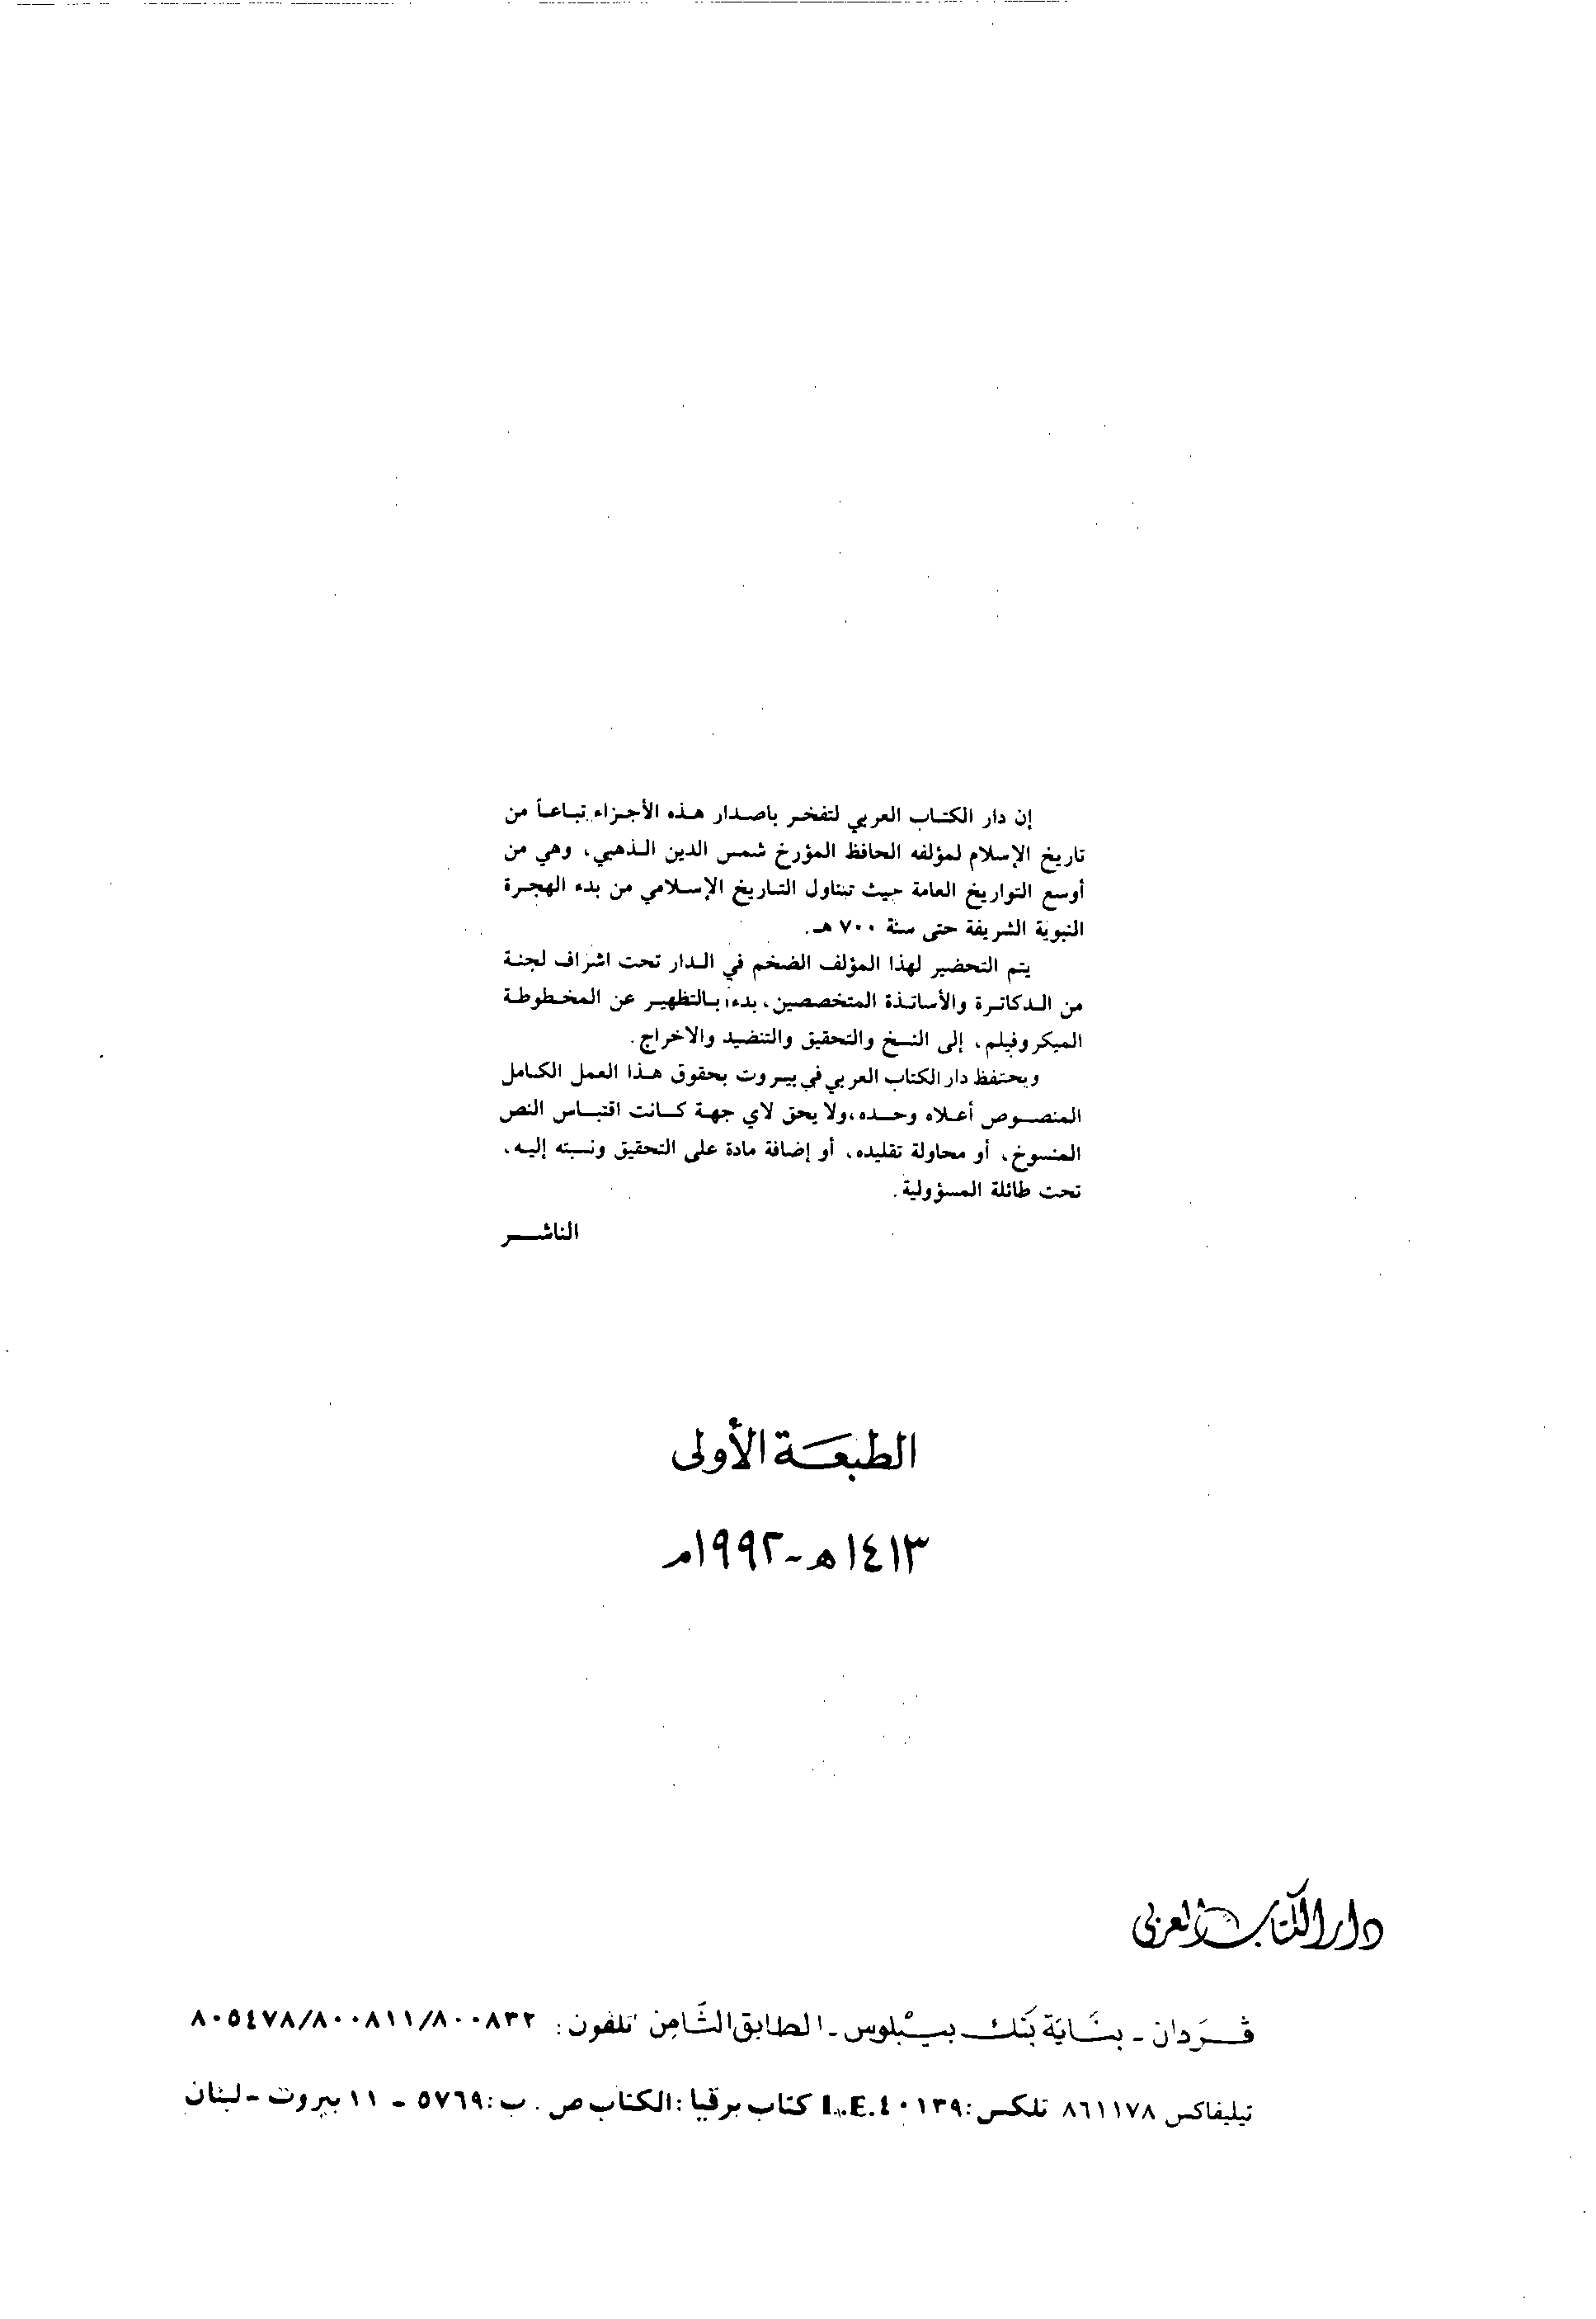 إن دار الكتاب العربي لتفخر باصدار هذه الأجزاء تباعاً من
تاريخ الإسلام لمؤلفه الحافظ المؤرخ شمس الدين الذهبي، وهي من
أوسع التواريخ العامة حيث تتناول التاريخ الإسلامي من بدء الهجرة
النبوية الشريفة حتى سنة ٧٠٠ هـ.
يتم التحضير لهذا المؤلف الضخم في الدار تحت اشراف لجنة
من الدكاترة والأساتذة المتخصصين، بدءاً بالتظهير عن المخطوطة
الميكروفيلم، إلى النسخ والتحقيق والتنضيد والاخراج.
ويحتفظ دار الكتاب العربي في بيروت بحقوق هذا العمل الكامل
المنصوص أعلاه وحده، ولا يحق لاي جهة كانت اقتباس النص
المنسوخ، أو محاولة تقليده، أو إضافة مادة على التحقيق ونسبته إليه،
تحت طائلة المسؤولية.
الناشر
الطبعة الأولى
١٤١٣هـ - ١٩٩٢م
دار الكتاب العربي
ڤردان - بناية بنك بيبلوس - الطابق الثامن تلفون: ٨٠٥٤٧٨/٨٠٠٨١١/٨٠٠٨٣٢
تيليفاكس ٨٦١١٧٨ تلكس: L.E.٤٠١٣٩ كتاب برقيا: الكتاب ص. ب: ٥٧٦٩ - ١١ بيروت - لبنان